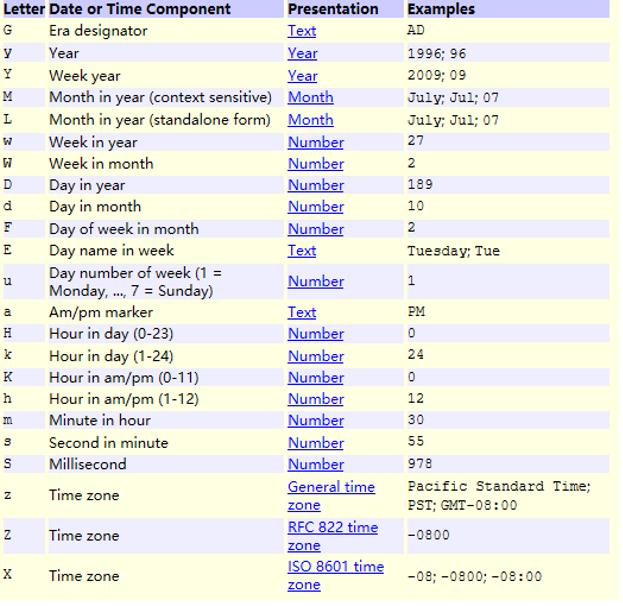 Letter Date or Time Component Presentation Examples
G Era designator Text AD
y Year Year 1996; 96
Y Week year Year 2009; 09
M Month in year (context sensitive) Month July; Jul; 07
L Month in year (standalone form) Month July; Jul; 07
w Week in year Number 27
W Week in month Number 2
D Day in year Number 189
d Day in month Number 10
F Day of week in month Number 2
E Day name in week Text Tuesday; Tue
u Day number of week (1 =
Monday, ..., 7 = Sunday) Number 1
a Am/pm marker Text PM
H Hour in day (0-23) Number 0
k Hour in day (1-24) Number 24
K Hour in am/pm (0-11) Number 0
h Hour in am/pm (1-12) Number 12
m Minute in hour Number 30
s Second in minute Number 55
S Millisecond Number 978
z Time zone General time
zone Pacific Standard Time;
PST; GMT-08:00
Z Time zone RFC 822 time
zone -0800
X Time zone ISO 8601 time
zone -08; -0800; -08:00